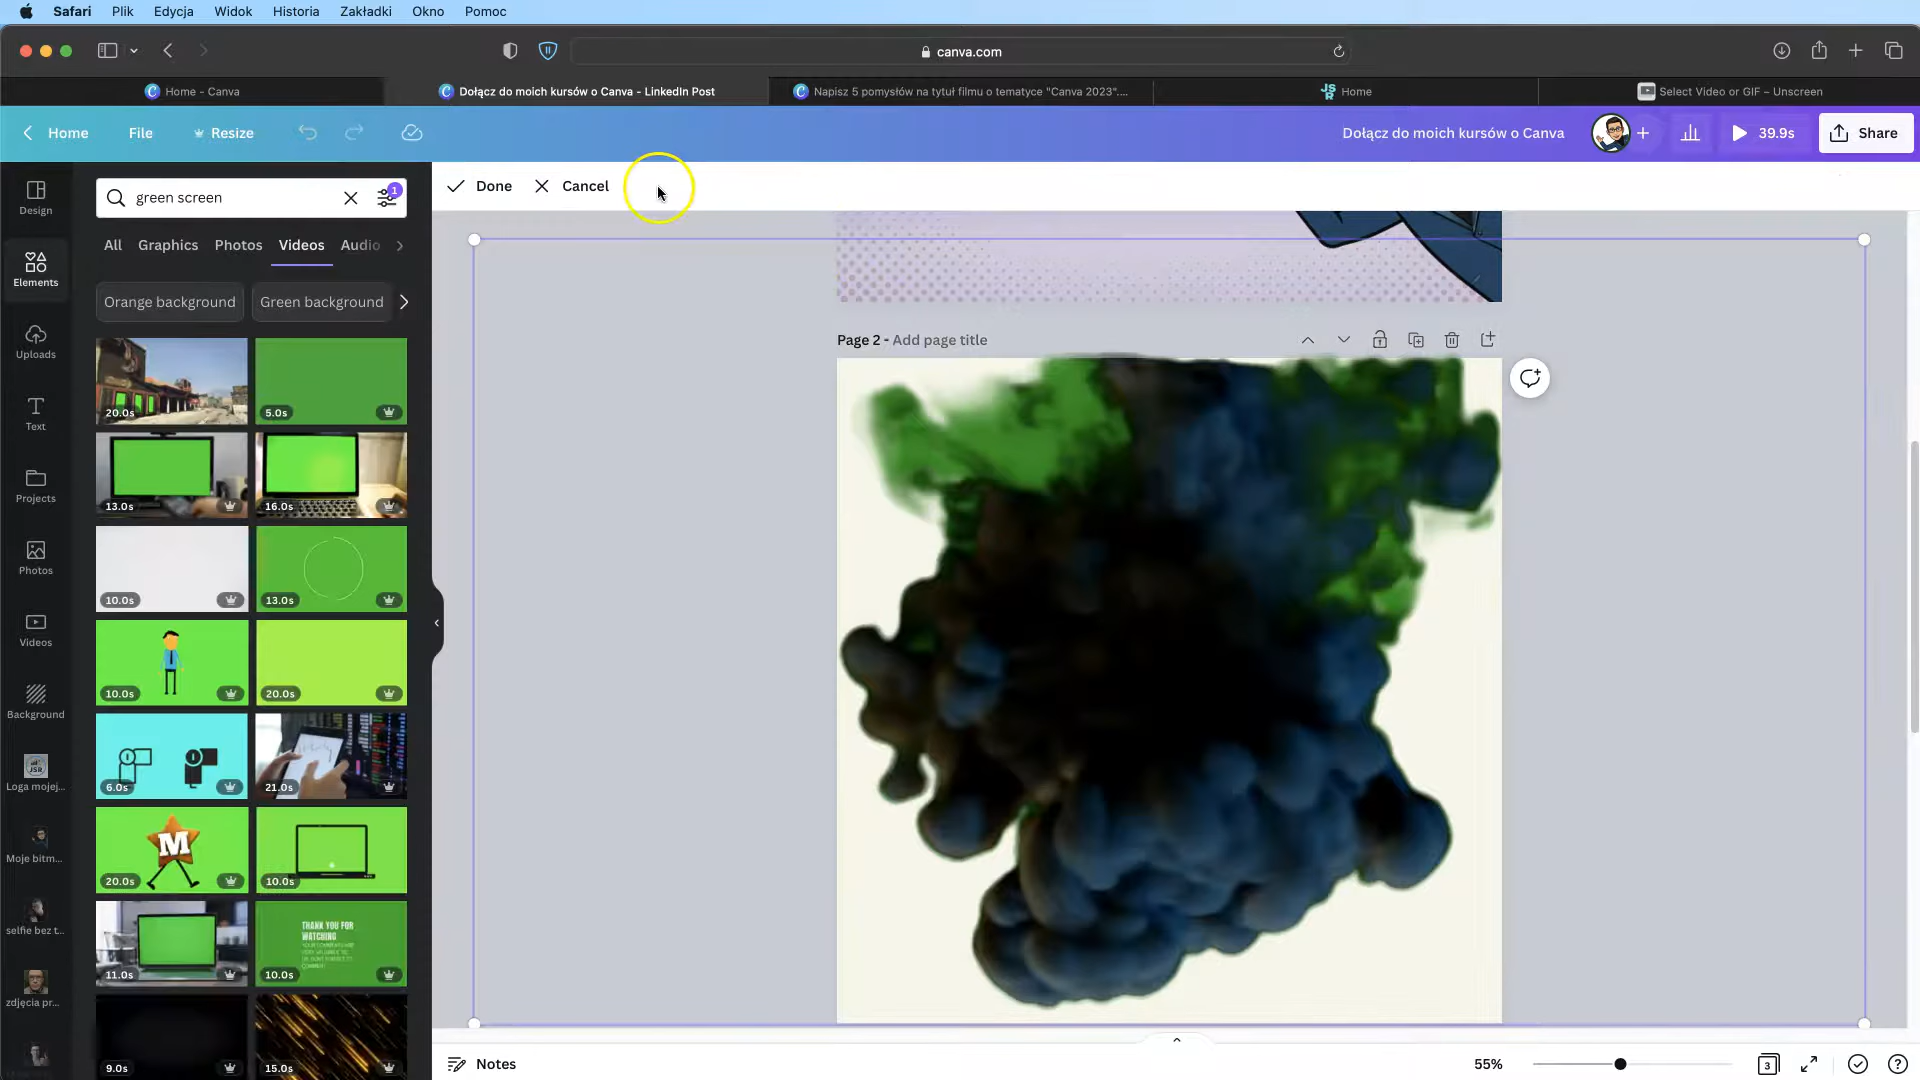 Safari Plik Edycja Widok Historia Zakładki Okno Pomoc
canva.com
Home - Canva
Dołącz do moich kursów o Canva - LinkedIn Post
Napisz 5 pomysłów na tytuł filmu o tematyce "Canva 2023"....
Home
Select Video or GIF – Unscreen
Home File Resize
Dołącz do moich kursów o Canva
39.9s
Share
Design
Elements
Uploads
Text
Projects
Photos
Videos
Background
Loga mojej...
Moje bitm...
selfie bez t...
zdjęcia pr...
green screen
1
All Graphics Photos Videos Audio
Orange background Green background
20.0s 5.0s
13.0s 16.0s
10.0s 13.0s
10.0s 20.0s
6.0s 21.0s
M
20.0s 10.0s
THANK YOU FOR
WATCHING
11.0s 10.0s
9.0s 15.0s
Done Cancel
Page 2 - Add page title
Notes
55%
3